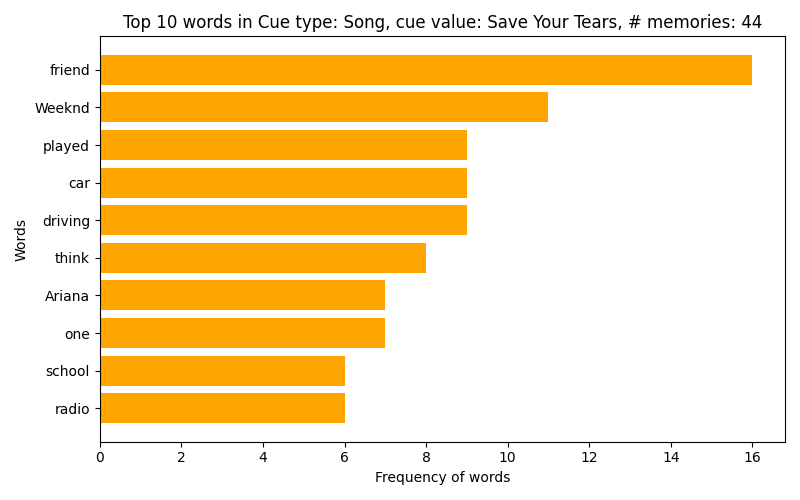 Top 10 words in Cue type: Song, cue value: Save Your Tears, # memories: 44
friend
Weeknd
played
car
driving
think
Ariana
one
school
radio
Words
0 2 4 6 8 10 12 14 16
Frequency of words